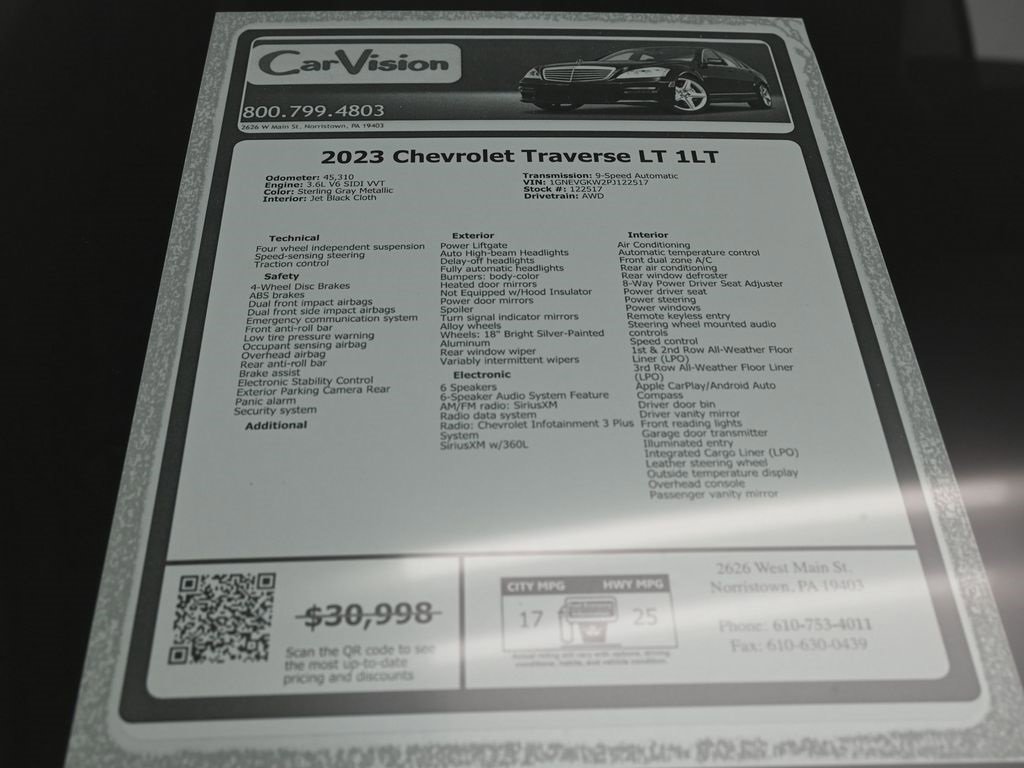 CarVision
800.799.4803
2626 W Main St, Norristown, PA 19403
2023 Chevrolet Traverse LT 1LT
Odometer: 45,310
Engine: 3.6L V6 SIDI VVT
Color: Sterling Gray Metallic
Interior: Jet Black Cloth
Transmission: 9-Speed Automatic
VIN: 1GNEVGKW2PJ122517
Stock #: 122517
Drivetrain: AWD
Technical
Four wheel independent suspension
Speed-sensing steering
Traction control
Safety
4-Wheel Disc Brakes
ABS brakes
Dual front impact airbags
Dual front side impact airbags
Emergency communication system
Front anti-roll bar
Low tire pressure warning
Occupant sensing airbag
Overhead airbag
Rear anti-roll bar
Brake assist
Electronic Stability Control
Exterior Parking Camera Rear
Panic alarm
Security system
Additional
Exterior
Power Liftgate
Auto High-beam Headlights
Delay-off headlights
Fully automatic headlights
Bumpers: body-color
Heated door mirrors
Not Equipped w/Hood Insulator
Power door mirrors
Spoiler
Turn signal indicator mirrors
Alloy wheels
Wheels: 18" Bright Silver-Painted
Aluminum
Rear window wiper
Variably intermittent wipers
Electronic
6 Speakers
6-Speaker Audio System Feature
AM/FM radio: SiriusXM
Radio data system
Radio: Chevrolet Infotainment 3 Plus
System
SiriusXM w/360L
Interior
Air Conditioning
Automatic temperature control
Front dual zone A/C
Rear air conditioning
Rear window defroster
8-Way Power Driver Seat Adjuster
Power driver seat
Power steering
Power windows
Remote keyless entry
Steering wheel mounted audio
controls
Speed control
1st & 2nd Row All-Weather Floor
Liner (LPO)
3rd Row All-Weather Floor Liner
(LPO)
Apple CarPlay/Android Auto
Compass
Driver door bin
Driver vanity mirror
Front reading lights
Garage door transmitter
Illuminated entry
Integrated Cargo Liner (LPO)
Leather steering wheel
Outside temperature display
Overhead console
Passenger vanity mirror
$30,998
Scan the QR code to see
the most up-to-date
pricing and discounts
CITY MPG HWY MPG
17 25
Actual rating will vary with options, driving
conditions, habits, and vehicle condition.
2626 West Main St.
Norristown, PA 19403
Phone: 610-753-4011
Fax: 610-630-0439